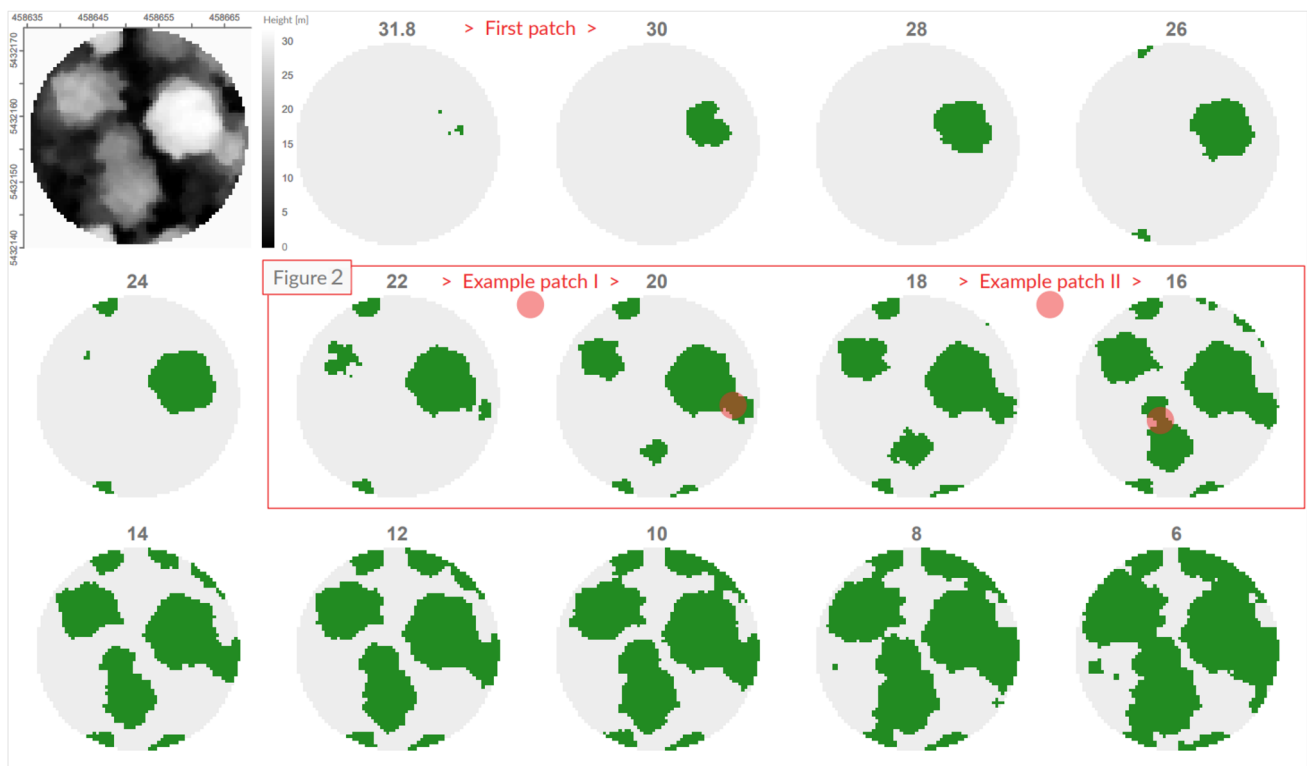 458635 458645 458655 458665
Height [m]
31.8 > First patch > 30 28 26
5432170
5432160
5432150
5432140
30
25
20
15
10
5
0
24
Figure 2
22 > Example patch I > 20 18 > Example patch II > 16
14 12 10 8 6